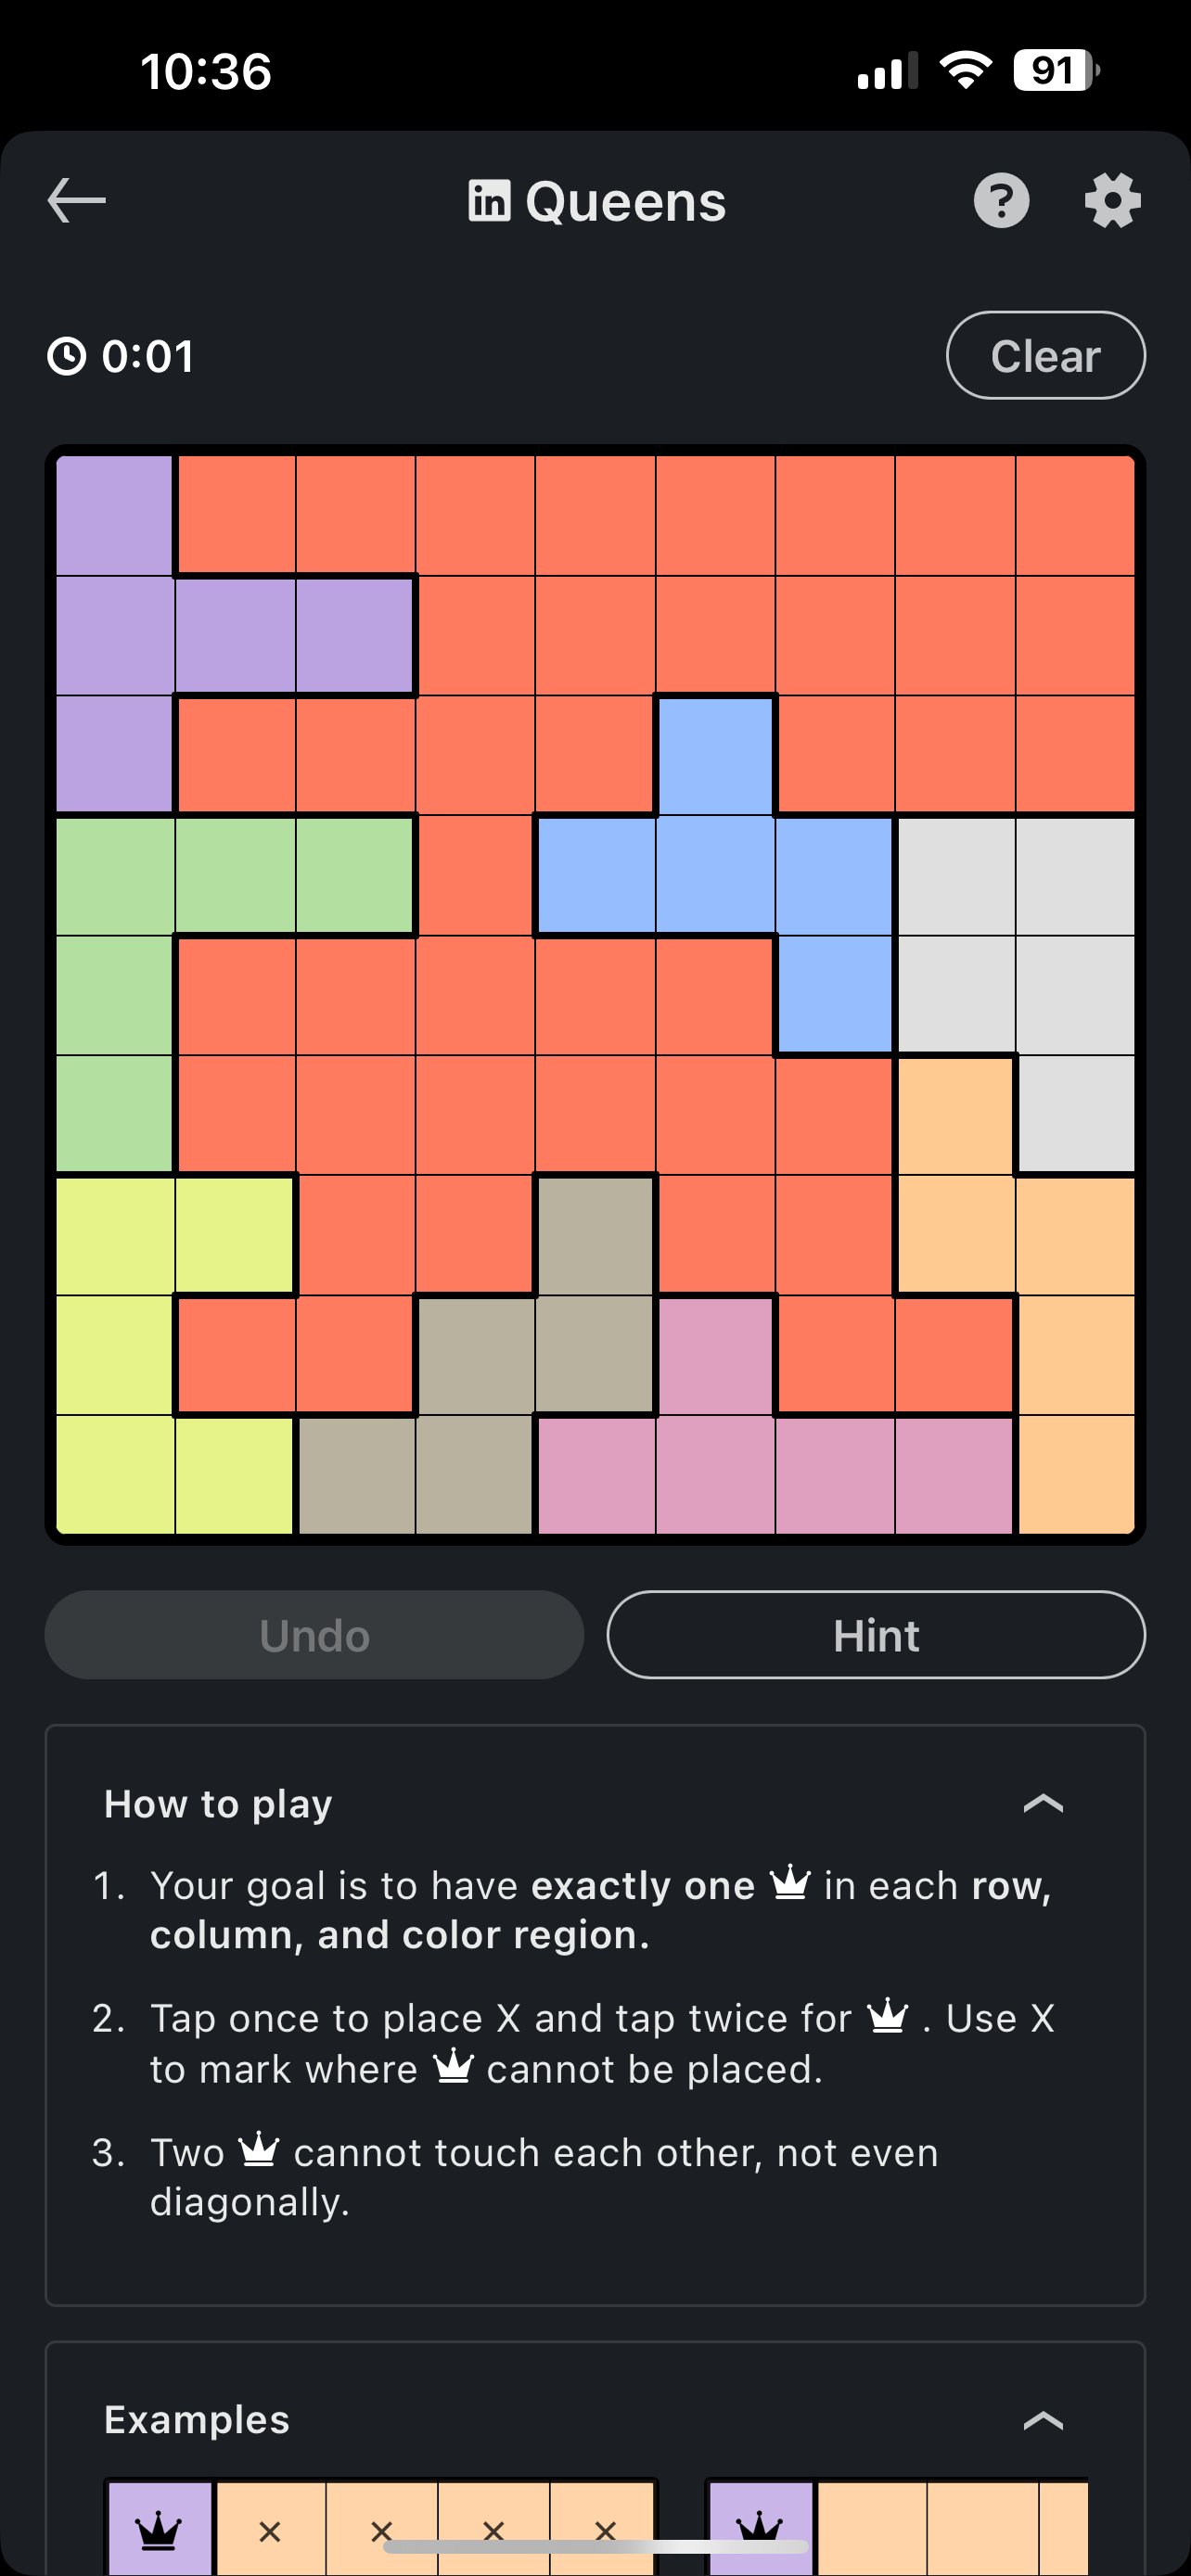 10:36
91
in Queens
?
0:01
Clear
Undo
Hint
How to play
1. Your goal is to have exactly one in each row,
column, and color region.
2. Tap once to place X and tap twice for . Use X
to mark where cannot be placed.
3. Two cannot touch each other, not even
diagonally.
Examples
× × × ×